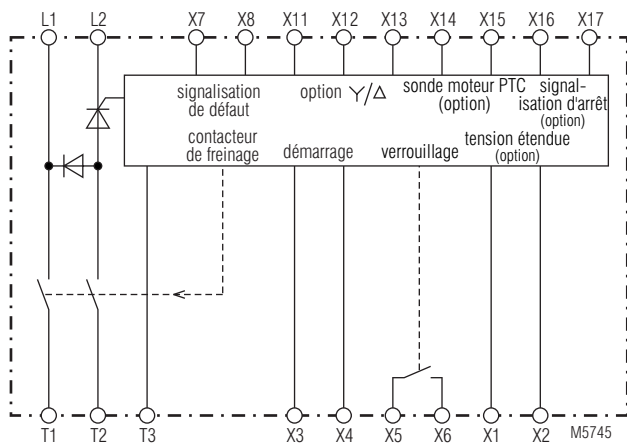 L1 L2 X7 X8 X11 X12 X13 X14 X15 X16 X17
signalisation
de défaut
option Y/Δ
sonde moteur PTC
(option)
signal-
isation d'arrêt
(option)
contacteur
de freinage
démarrage
verrouillage
tension étendue
(option)
T1 T2 T3 X3 X4 X5 X6 X1 X2 M5745